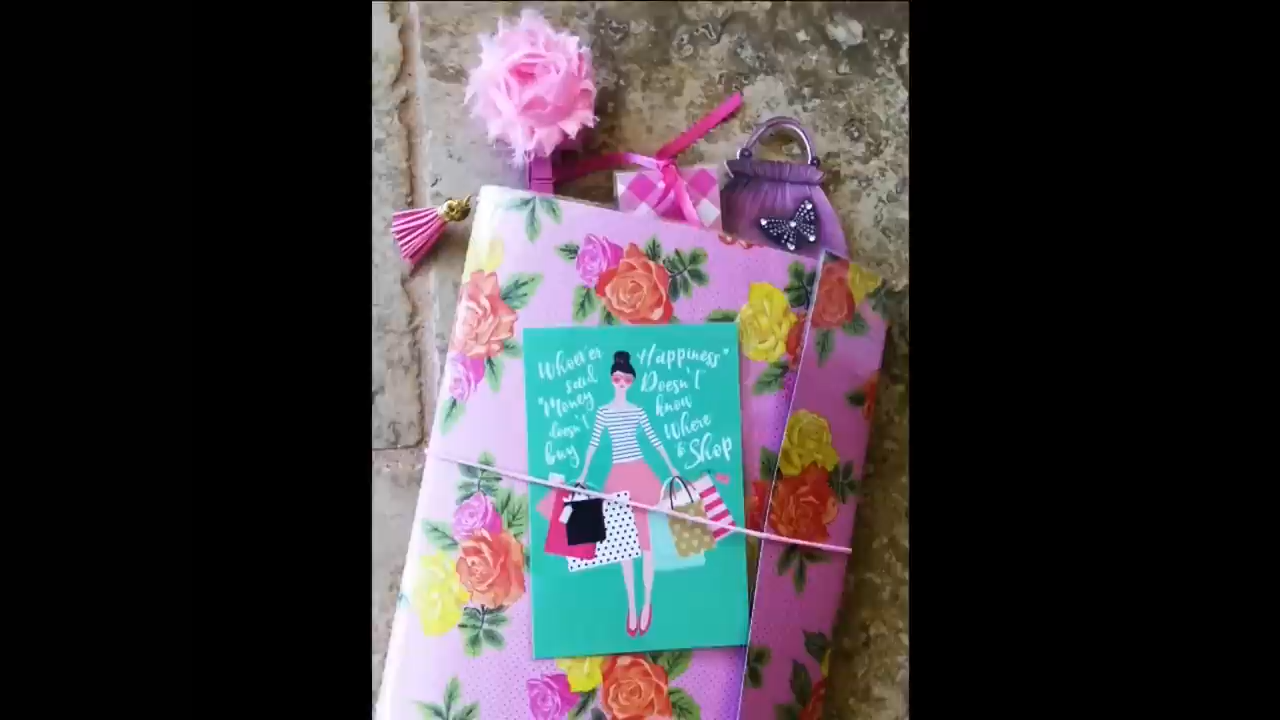 Whoever
said
"Money
doesn't
buy
Happiness"
Doesn't
know
Where
to
Shop